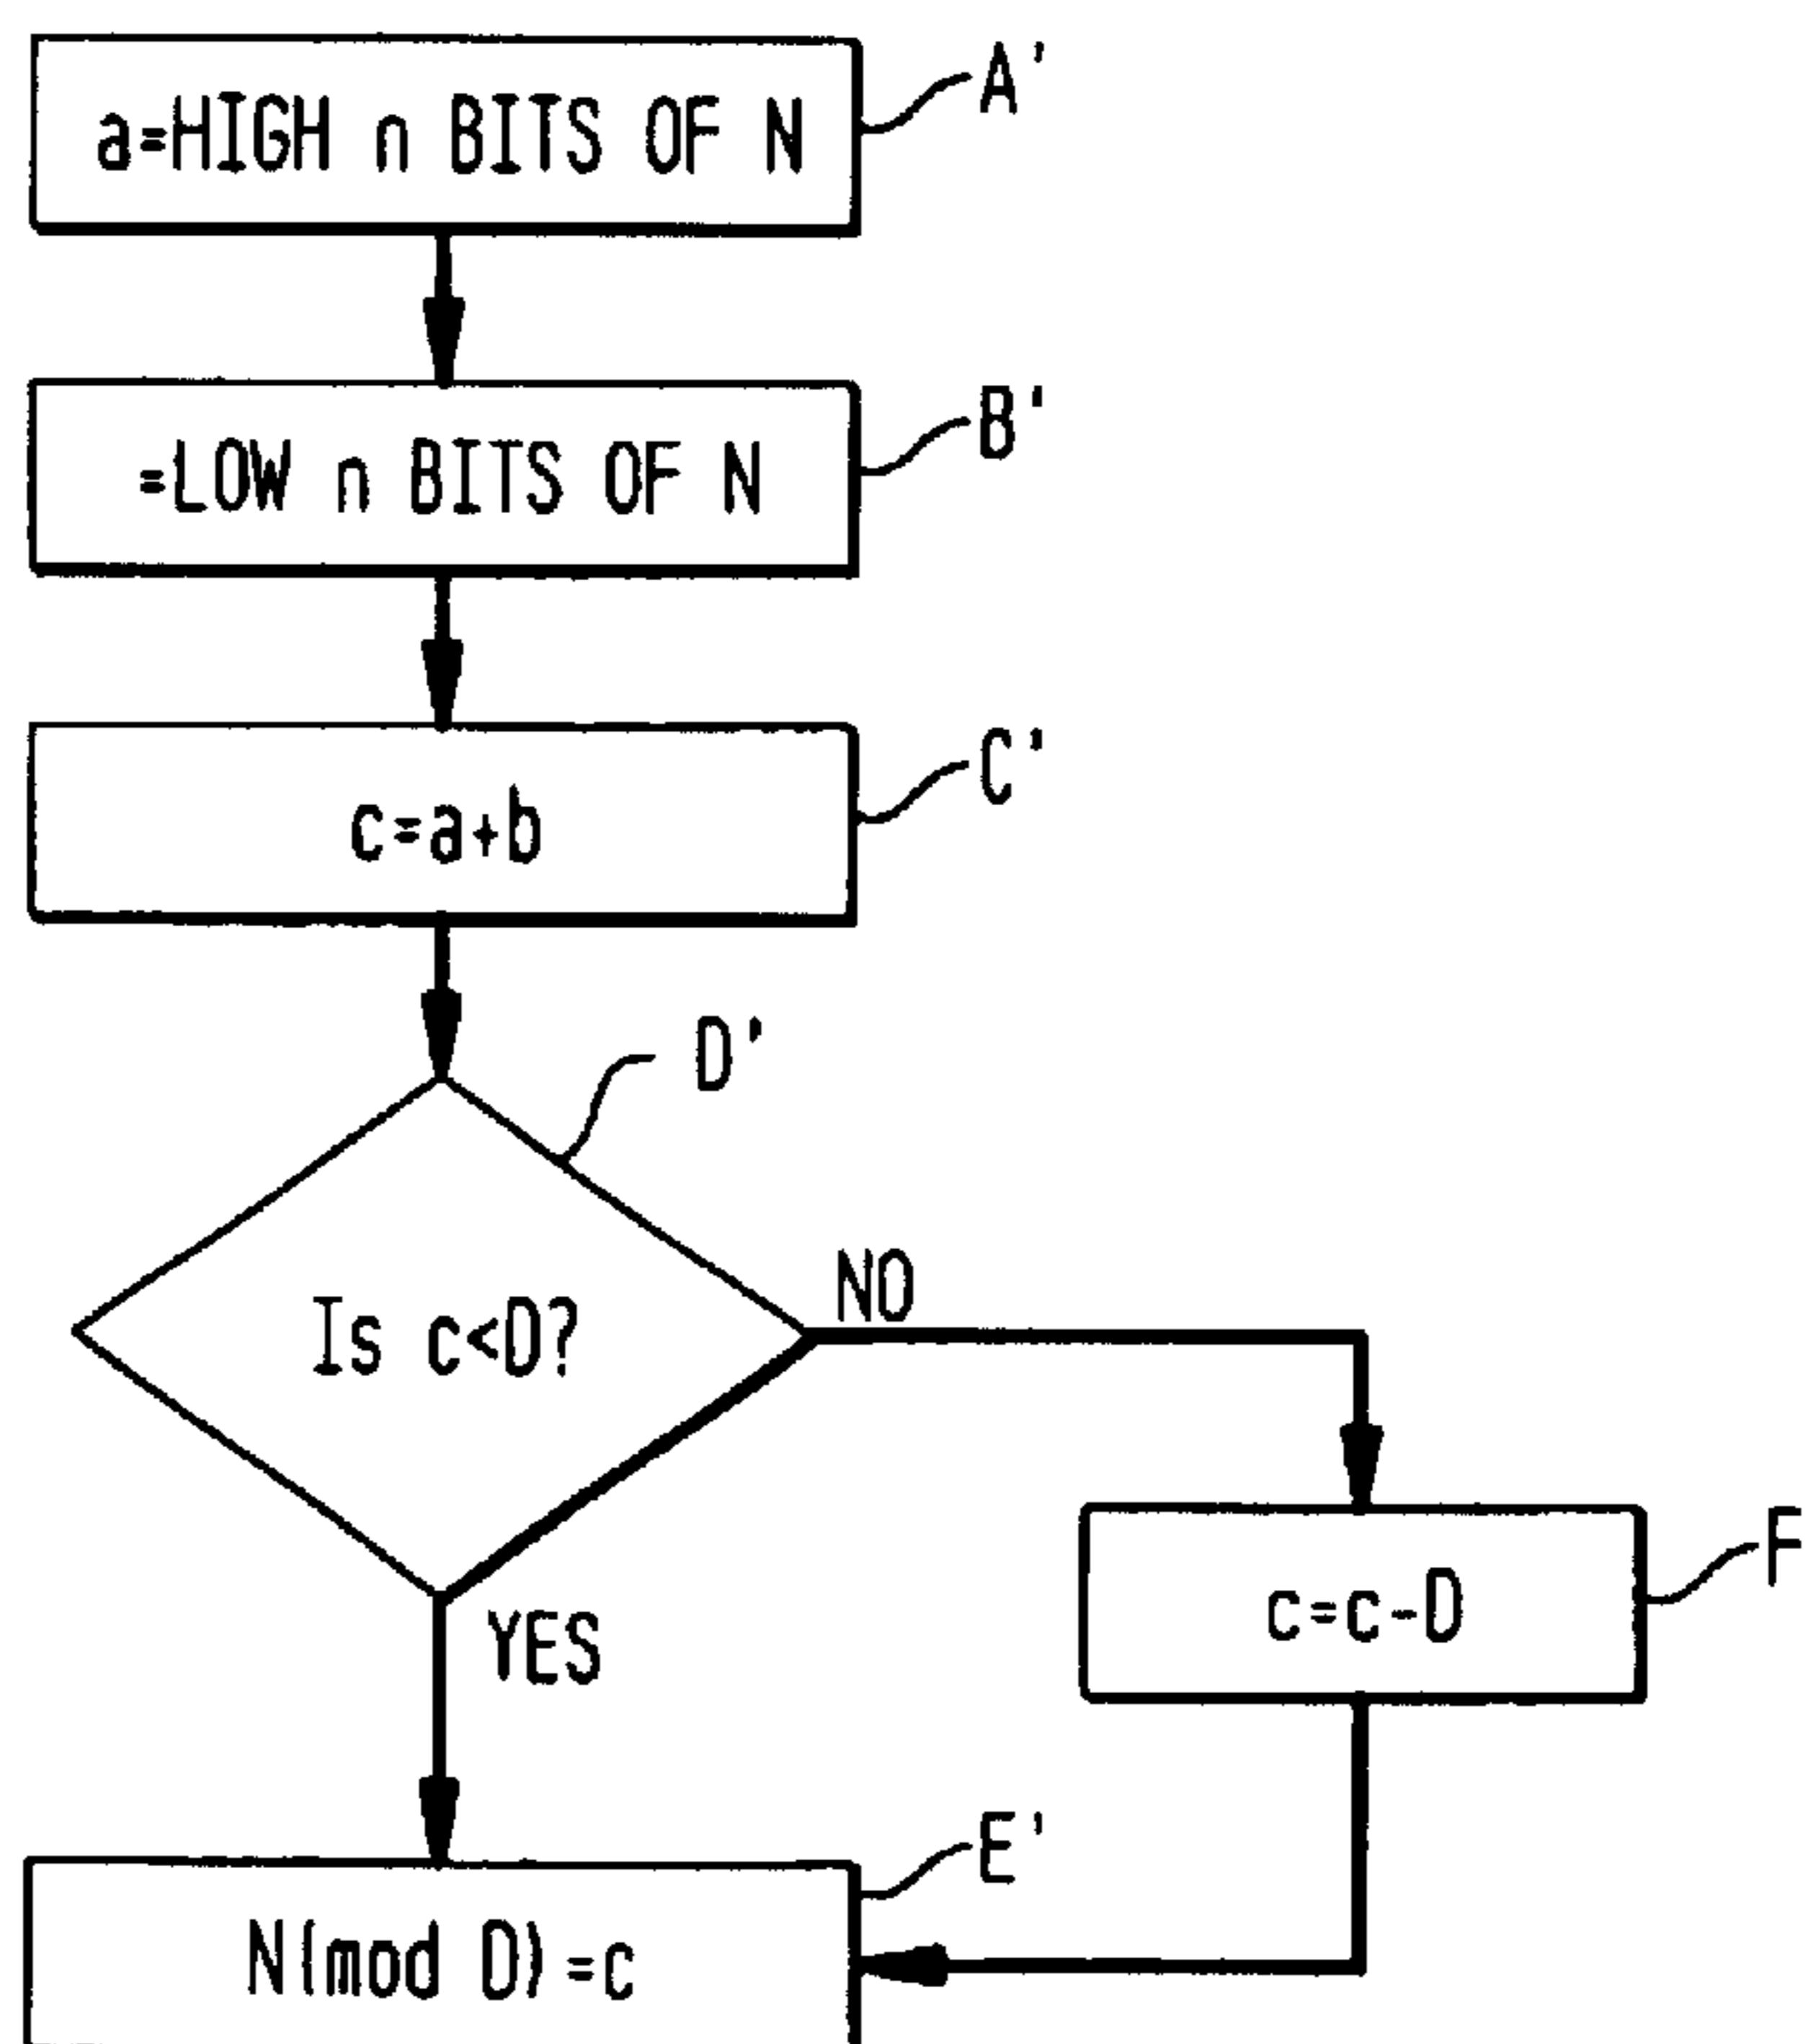 a=HIGH n BITS OF N
A'
=LOW n BITS OF N
B'
c=a+b
C'
D'
Is c<D?
NO
YES
c=c-D
F
E'
N(mod D)=c